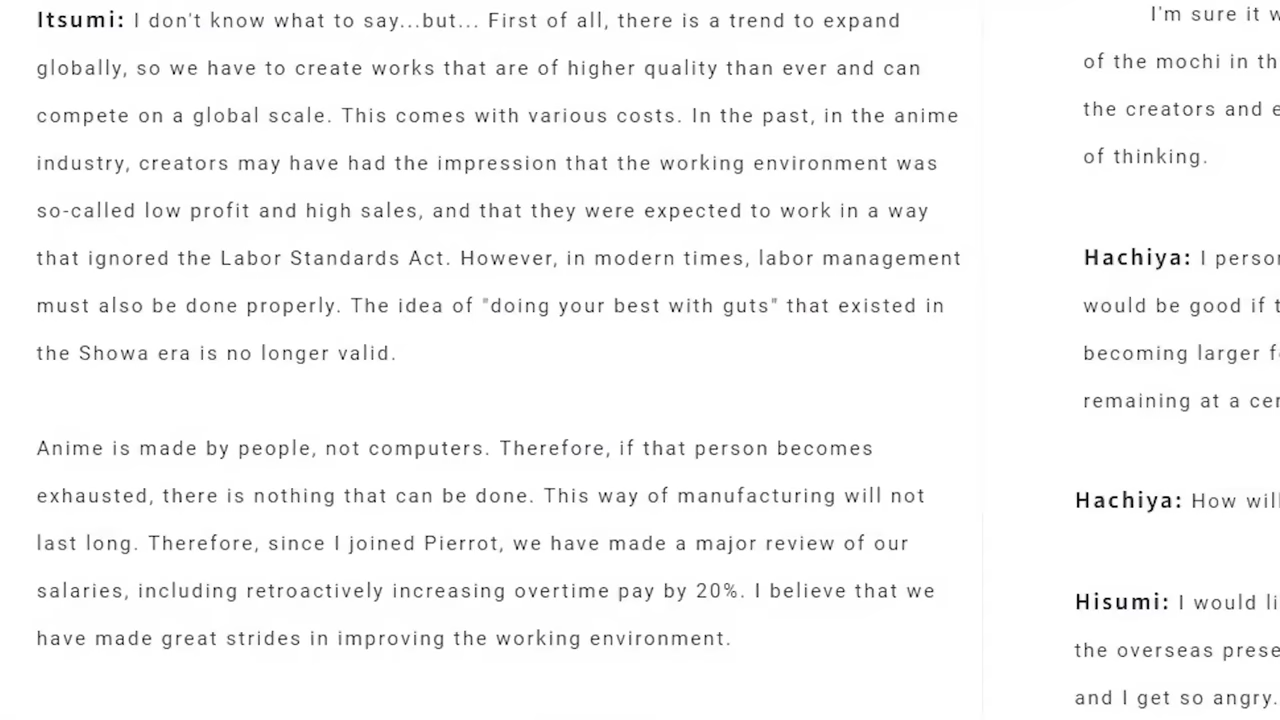 Itsumi: I don't know what to say...but... First of all, there is a trend to expand
globally, so we have to create works that are of higher quality than ever and can
compete on a global scale. This comes with various costs. In the past, in the anime
industry, creators may have had the impression that the working environment was
so-called low profit and high sales, and that they were expected to work in a way
that ignored the Labor Standards Act. However, in modern times, labor management
must also be done properly. The idea of "doing your best with guts" that existed in
the Showa era is no longer valid.
Anime is made by people, not computers. Therefore, if that person becomes
exhausted, there is nothing that can be done. This way of manufacturing will not
last long. Therefore, since I joined Pierrot, we have made a major review of our
salaries, including retroactively increasing overtime pay by 20%. I believe that we
have made great strides in improving the working environment.
I'm sure it
of the mochi in
the creators and
of thinking.
Hachiya: I
would be good if
becoming larger
remaining at a
Hachiya: How
Hisumi: I would
the overseas
and I get so angry.